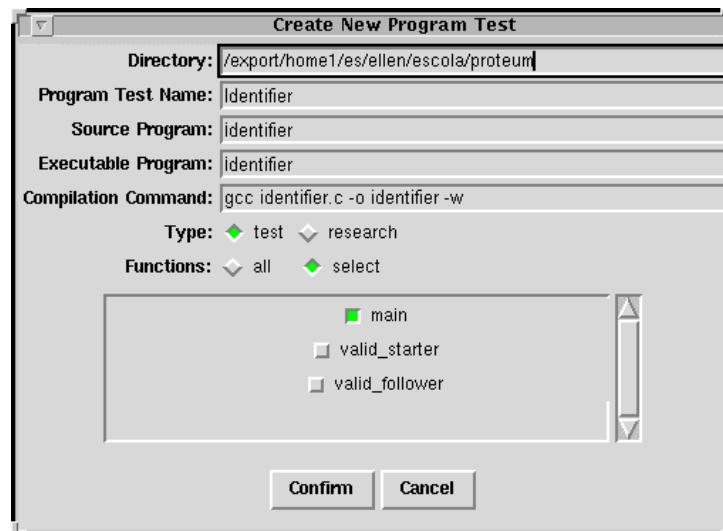 Create New Program Test
Directory: /export/home1/es/ellen/escola/proteum
Program Test Name: Identifier
Source Program: identifier
Executable Program: identifier
Compilation Command: gcc identifier.c -o identifier -w
Type: test research
Functions: all select
main
valid_starter
valid_follower
Confirm Cancel